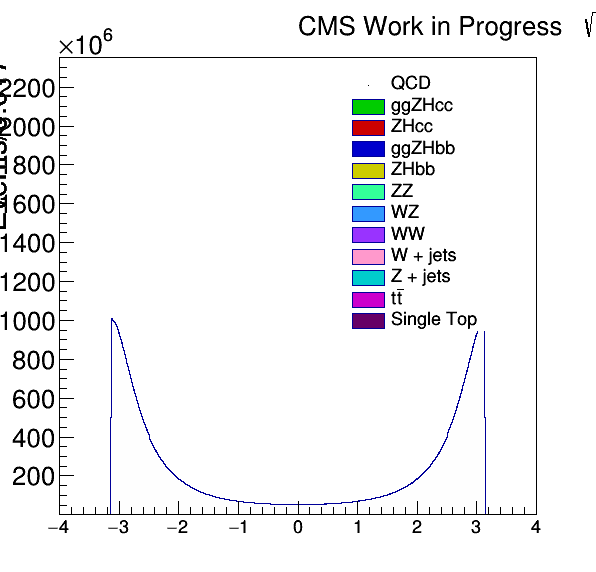 CMS Work in Progress √
×10⁶
QCD
ggZHcc
ZHcc
ggZHbb
ZHbb
ZZ
WZ
WW
W + jets
Z + jets
tt̅
Single Top
2200
2000
1800
1600
1400
1200
1000
800
600
400
200
−4 −3 −2 −1 0 1 2 3 4